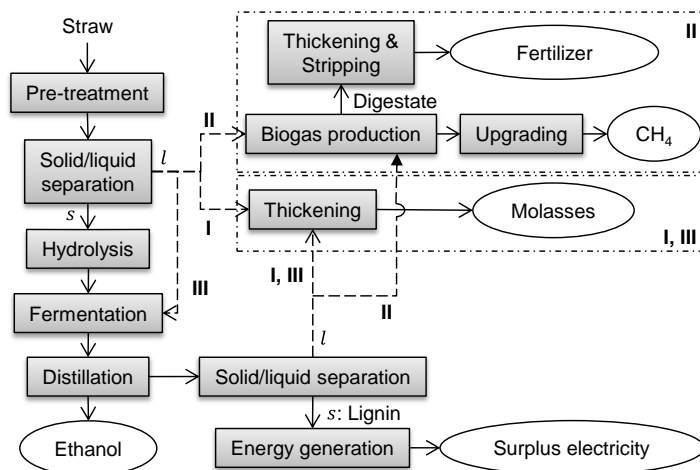 Straw
Pre-treatment
Solid/liquid
separation
l
s
Hydrolysis
Fermentation
Distillation
Ethanol
II
I
III
II
Thickening &
Stripping
Fertilizer
Digestate
Biogas production
Upgrading
CH₄
Thickening
Molasses
I, III
I, III
II
l
Solid/liquid separation
s: Lignin
Energy generation
Surplus electricity